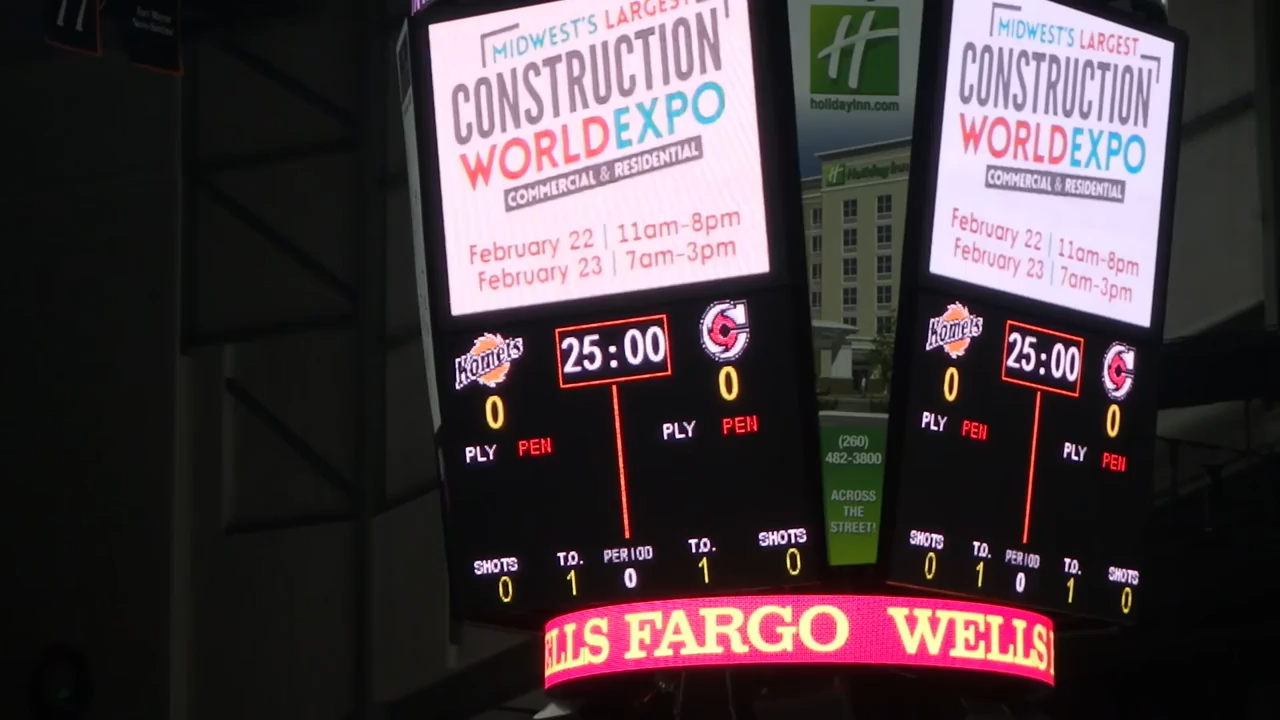 MIDWEST'S LARGEST
CONSTRUCTION
WORLDEXPO
COMMERCIAL & RESIDENTIAL
February 22 | 11am-8pm
February 23 | 7am-3pm
Komets
25:00
C
0
0
PLY PEN
PLY PEN
SHOTS
T.O.
PERIOD
T.O.
SHOTS
0
1
0
1
0
H
holidayinn.com
Holiday Inn
(260)
482-3800
ACROSS
THE
STREET!
MIDWEST'S LARGEST
CONSTRUCTION
WORLDEXPO
COMMERCIAL & RESIDENTIAL
February 22 | 11am-8pm
February 23 | 7am-3pm
Komets
25:00
C
0
0
PLY PEN
PLY PEN
SHOTS
T.O.
PERIOD
T.O.
SHOTS
0
1
0
1
0
ELLS FARGO WELLS